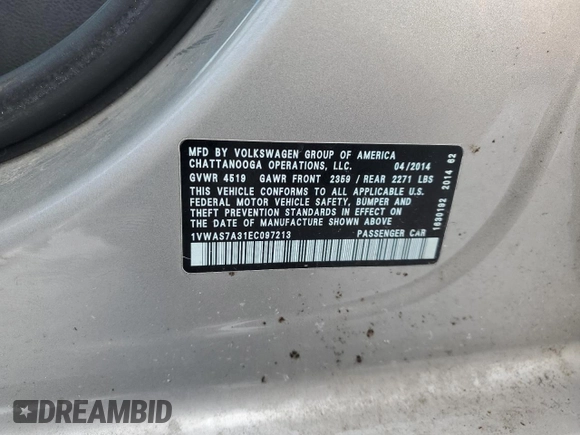 MFD BY VOLKSWAGEN GROUP OF AMERICA
CHATTANOOGA OPERATIONS, LLC. 04/2014
GVWR 4519 GAWR FRONT 2359 / REAR 2271 LBS
THIS VEHICLE CONFORMS TO ALL APPLICABLE U.S.
FEDERAL MOTOR VEHICLE SAFETY, BUMPER AND
THEFT PREVENTION STANDARDS IN EFFECT ON
THE DATE OF MANUFACTURE SHOWN ABOVE
1VWAS7A31EC097213 PASSENGER CAR
1630192 2014 62
DREAMBID